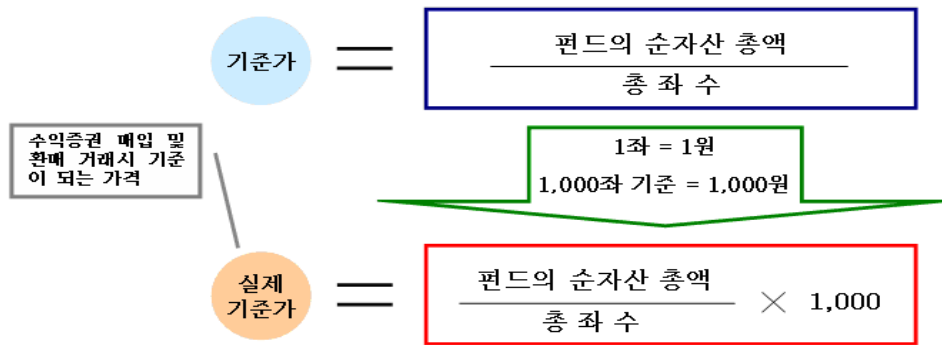 기준가
펀드의 순자산 총액
총 좌 수
수익증권 매입 및
환매 거래시 기준
이 되는 가격
1좌 = 1원
1,000좌 기준 = 1,000원
실제
기준가
펀드의 순자산 총액
총 좌 수
× 1,000